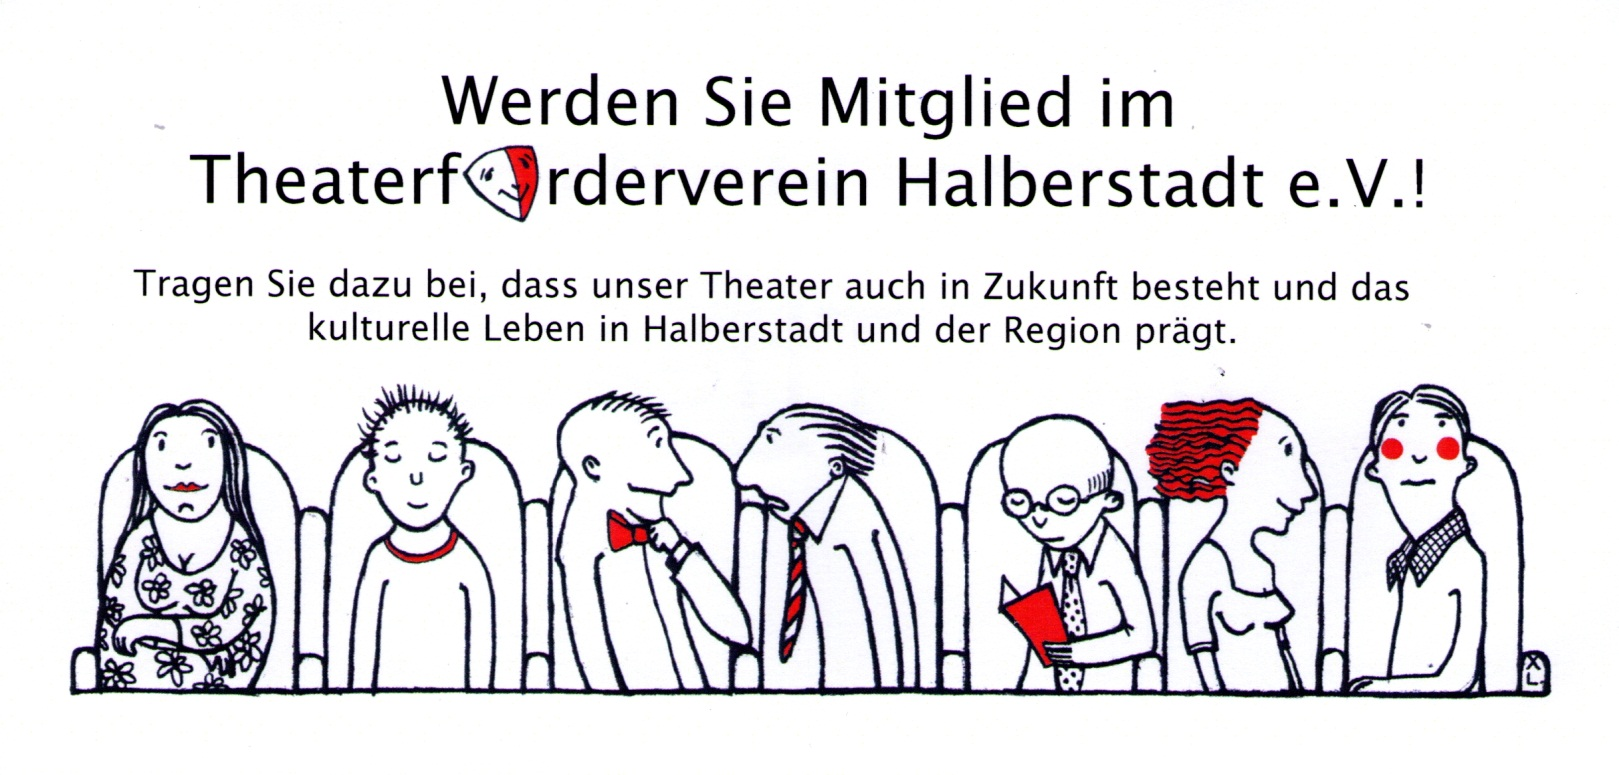 Werden Sie Mitglied im
Theaterförderverein Halberstadt e.V.!
Tragen Sie dazu bei, dass unser Theater auch in Zukunft besteht und das
kulturelle Leben in Halberstadt und der Region prägt.
XL